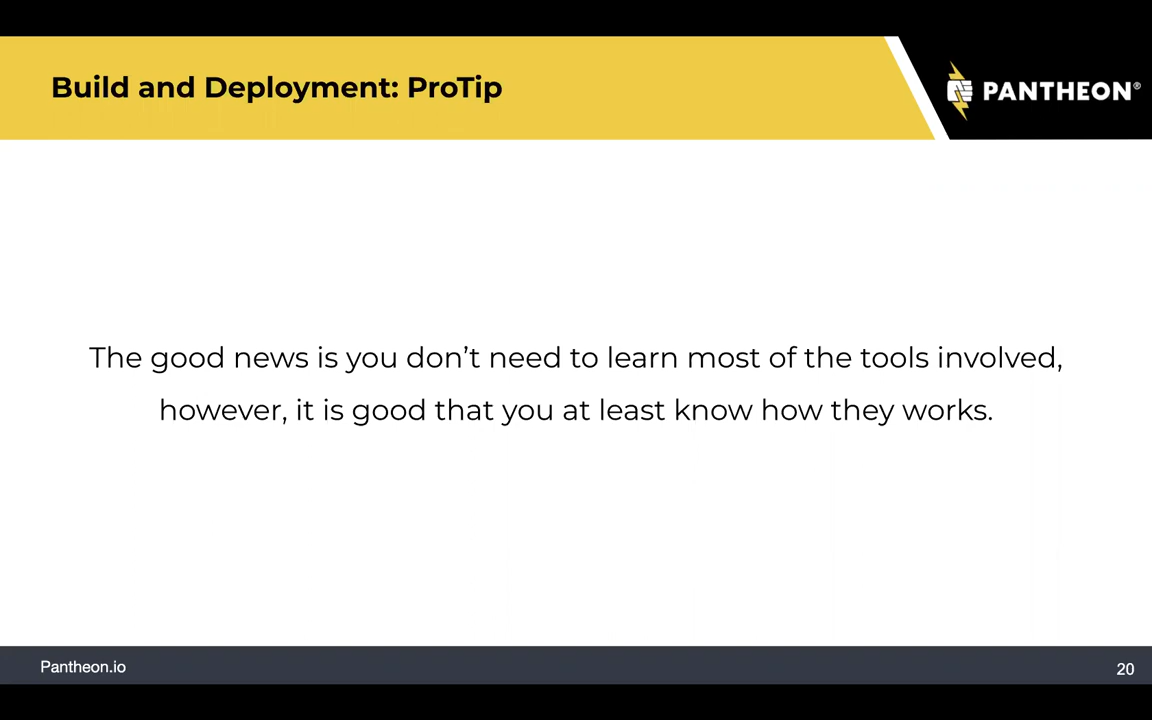 Build and Deployment: ProTip
PANTHEON®
The good news is you don’t need to learn most of the tools involved,
however, it is good that you at least know how they works.
Pantheon.io
20